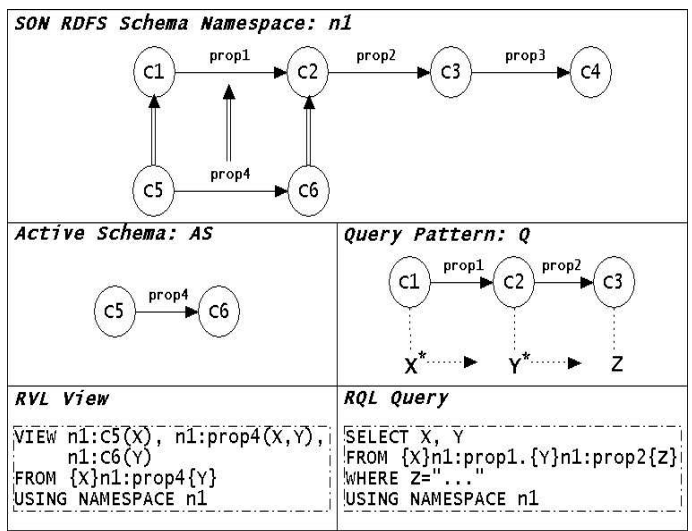 SON RDFS Schema Namespace: n1
prop1 prop2 prop3
C1 C2 C3 C4
prop4
C5 C6
Active Schema: AS
prop4
C5 C6
Query Pattern: Q
prop1 prop2
C1 C2 C3
X* Y* Z
RVL View
VIEW n1:C5(X), n1:prop4(X,Y),
n1:C6(Y)
FROM {X}n1:prop4{Y}
USING NAMESPACE n1
RQL Query
SELECT X, Y
FROM {X}n1:prop1.{Y}n1:prop2{Z}
WHERE Z="..."
USING NAMESPACE n1